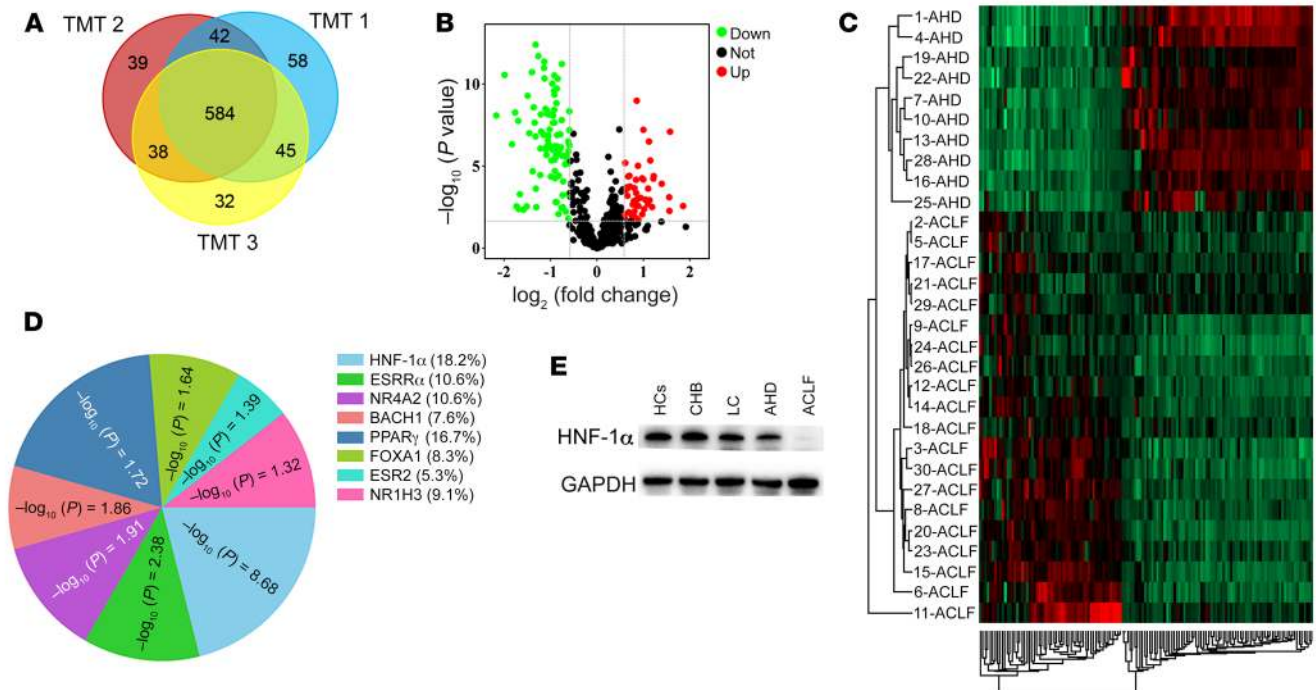 A
TMT 2
TMT 1
42
39
58
584
38
45
32
TMT 3
B
Down
Not
Up
10
5
0
–log10 (P value)
-2
-1
0
1
2
log2 (fold change)
C
1-AHD
4-AHD
19-AHD
22-AHD
7-AHD
10-AHD
13-AHD
28-AHD
16-AHD
25-AHD
2-ACLF
5-ACLF
17-ACLF
21-ACLF
29-ACLF
9-ACLF
24-ACLF
26-ACLF
12-ACLF
14-ACLF
18-ACLF
3-ACLF
30-ACLF
27-ACLF
8-ACLF
20-ACLF
23-ACLF
15-ACLF
6-ACLF
11-ACLF
D
–log10 (P) = 1.64
–log10 (P) = 1.39
–log10 (P) = 1.32
–log10 (P) = 1.72
–log10 (P) = 1.86
–log10 (P) = 1.91
–log10 (P) = 2.38
–log10 (P) = 8.68
HNF-1α (18.2%)
ESRRα (10.6%)
NR4A2 (10.6%)
BACH1 (7.6%)
PPARγ (16.7%)
FOXA1 (8.3%)
ESR2 (5.3%)
NR1H3 (9.1%)
E
HCs
CHB
LC
AHD
ACLF
HNF-1α
GAPDH